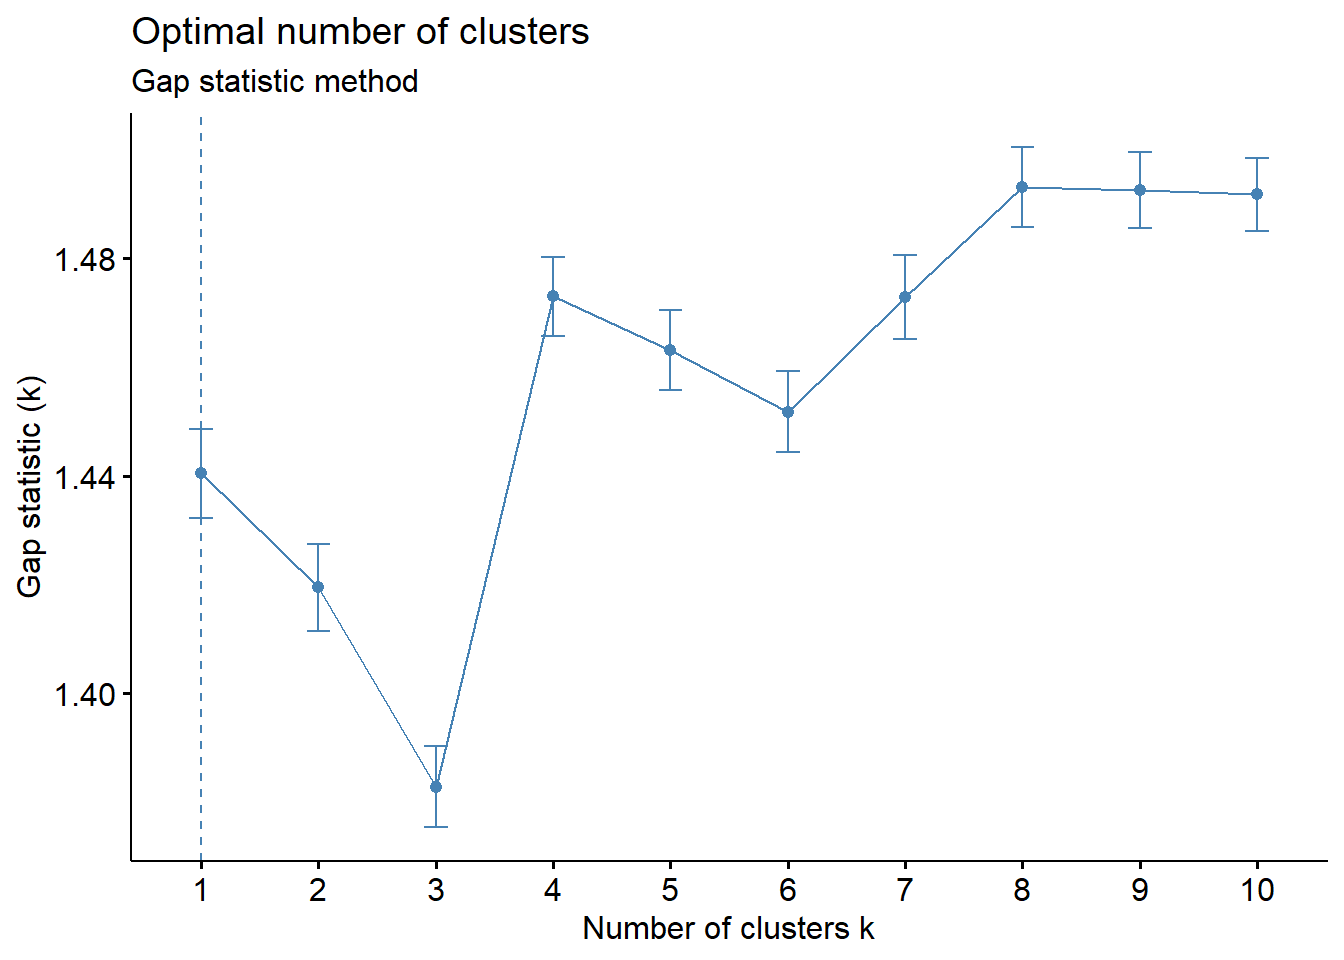 Optimal number of clusters
Gap statistic method
Gap statistic (k)
1.48
1.44
1.40
1 2 3 4 5 6 7 8 9 10
Number of clusters k